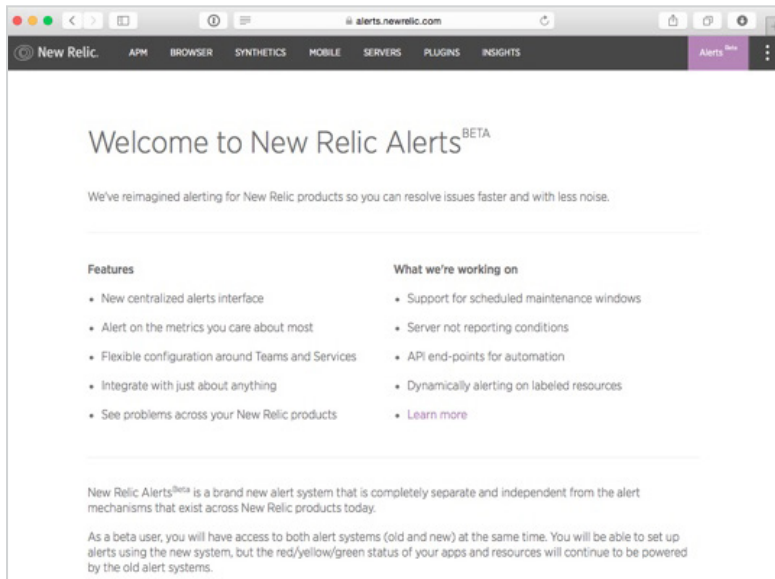 alerts.newrelic.com
New Relic. APM BROWSER SYNTHETICS MOBILE SERVERS PLUGINS INSIGHTS Alerts Beta
Welcome to New Relic Alerts BETA
We've reimagined alerting for New Relic products so you can resolve issues faster and with less noise.
Features
• New centralized alerts interface
• Alert on the metrics you care about most
• Flexible configuration around Teams and Services
• Integrate with just about anything
• See problems across your New Relic products
What we're working on
• Support for scheduled maintenance windows
• Server not reporting conditions
• API end-points for automation
• Dynamically alerting on labeled resources
• Learn more
New Relic Alerts Beta is a brand new alert system that is completely separate and independent from the alert
mechanisms that exist across New Relic products today.
As a beta user, you will have access to both alert systems (old and new) at the same time. You will be able to set up
alerts using the new system, but the red/yellow/green status of your apps and resources will continue to be powered
by the old alert systems.